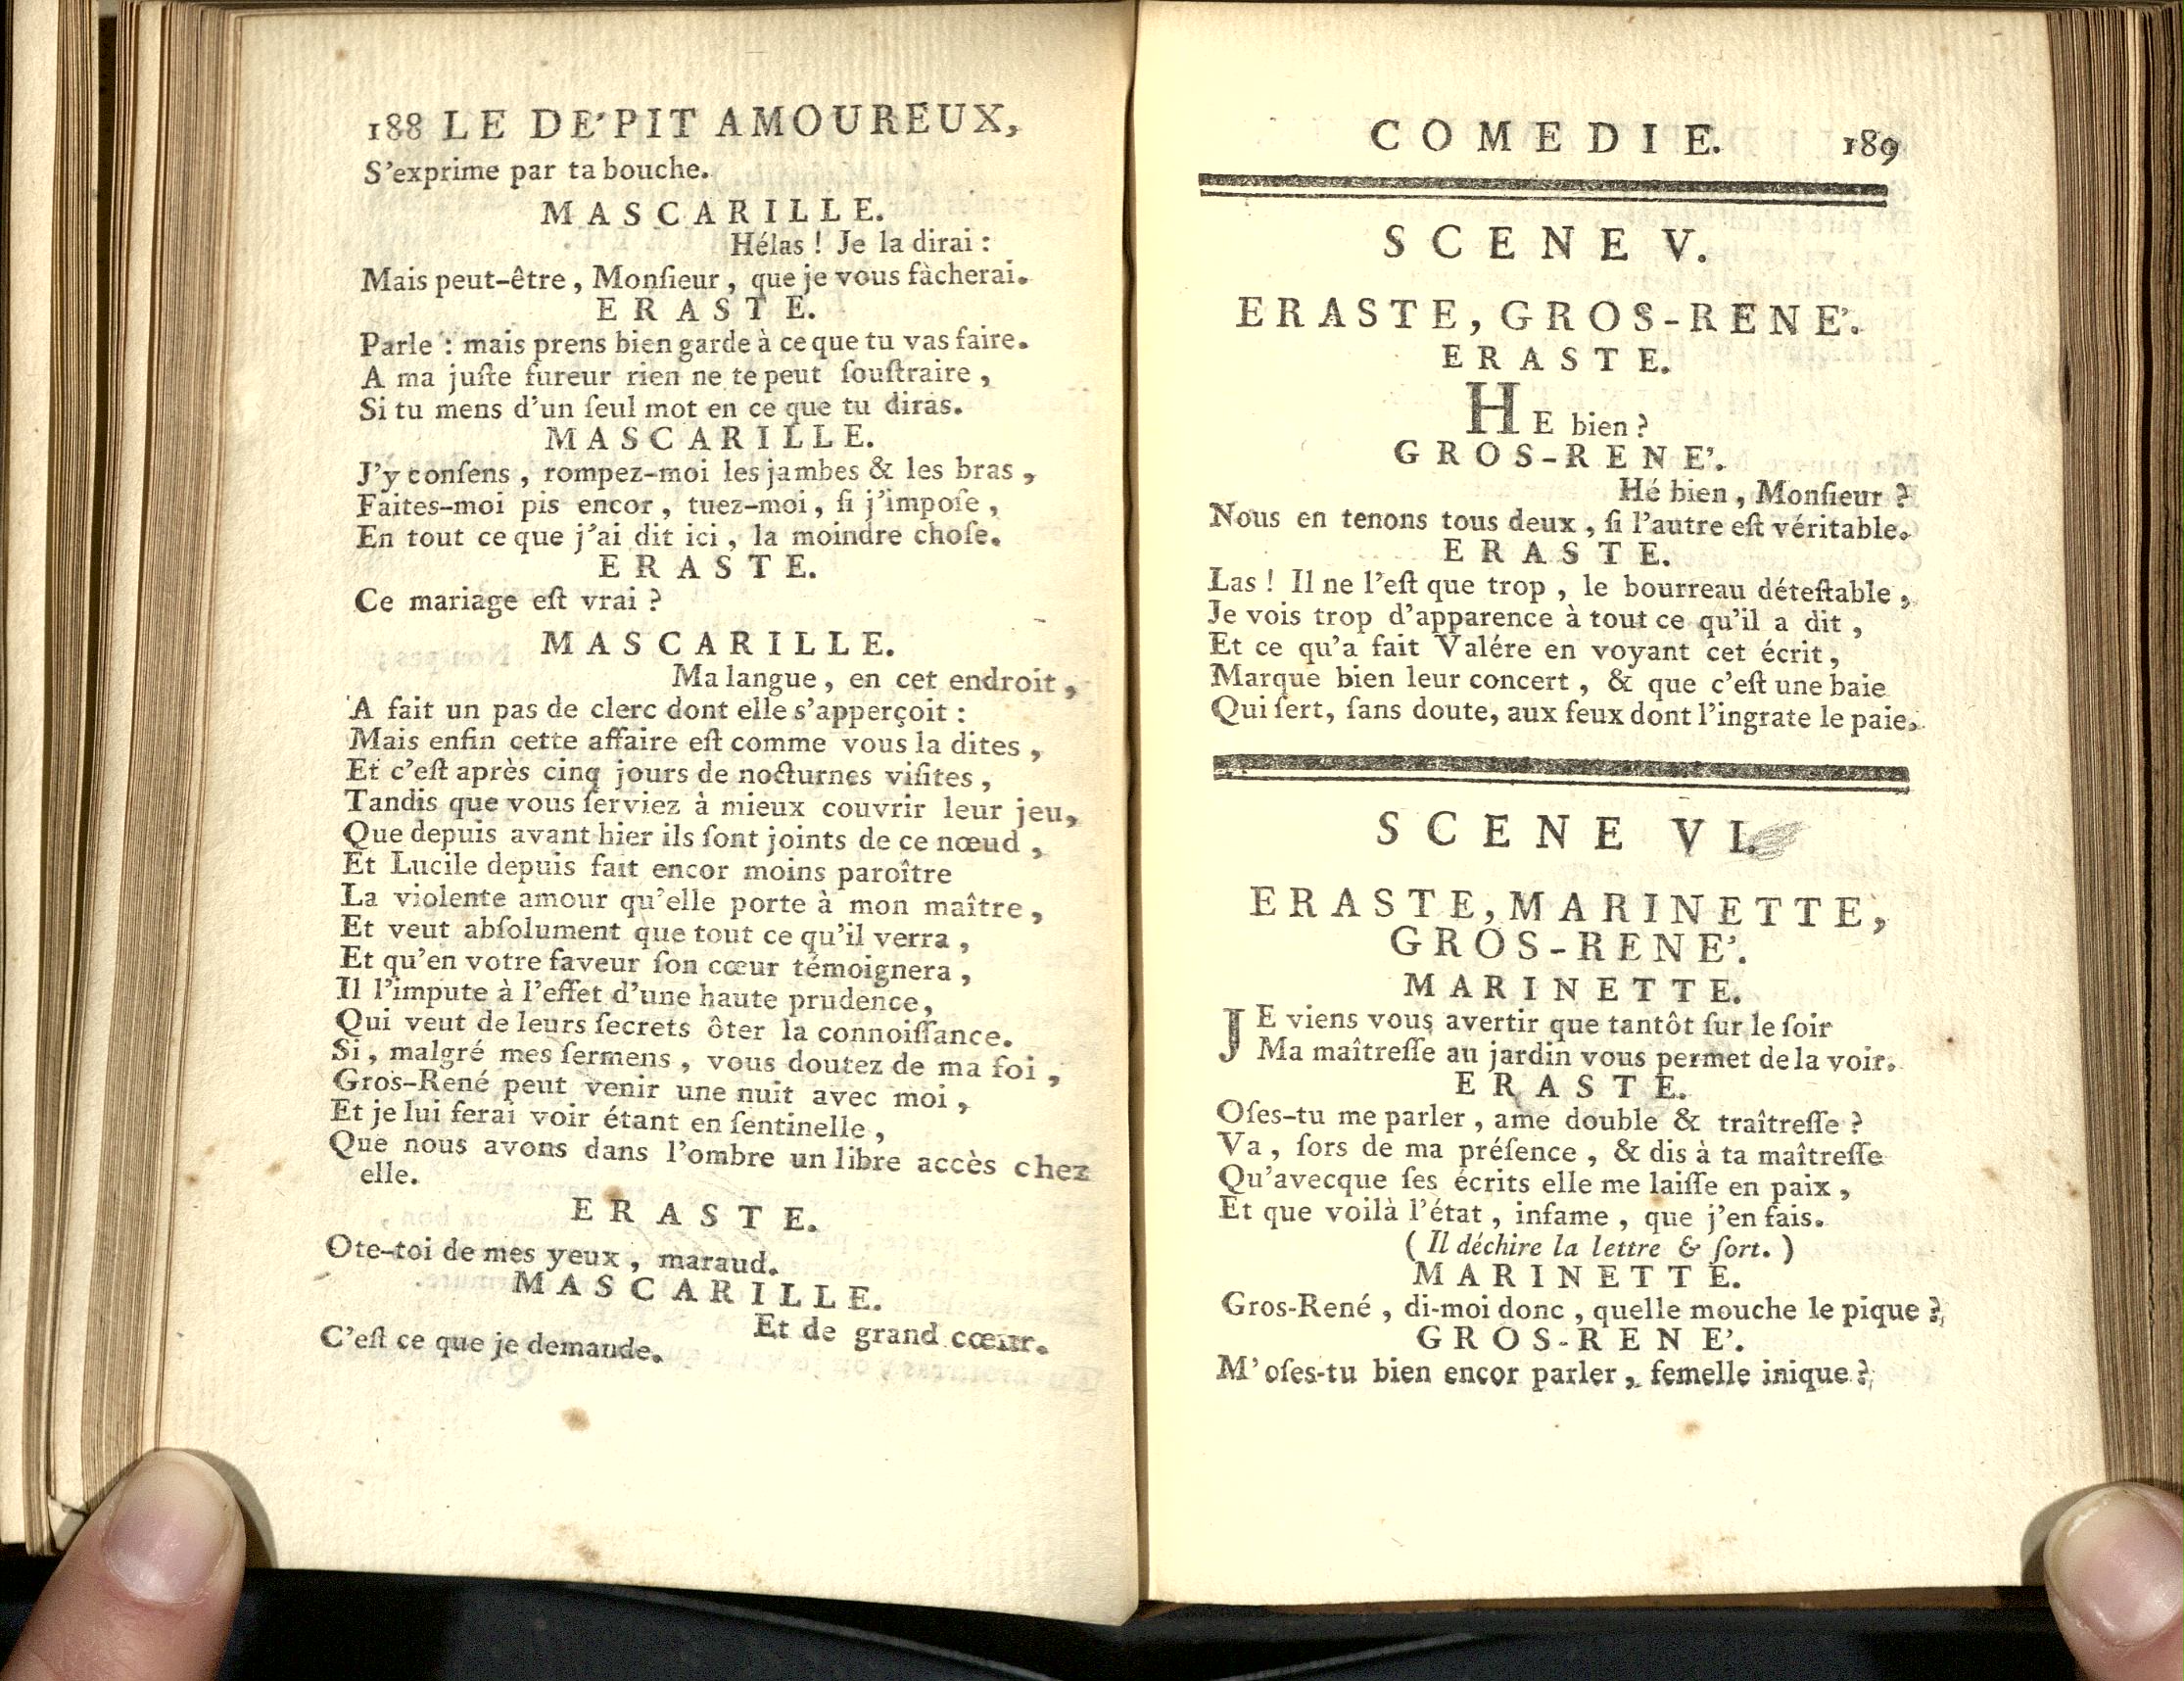 188 LE DE'PIT AMOUREUX,
S'exprime par ta bouche.
MASCARILLE.
Hélas ! Je la dirai :
Mais peut-être, Monſieur, que je vous fàcherai.
ERASTE.
Parle : mais prens bien garde à ce que tu vas faire.
A ma juſte fureur rien ne te peut ſouſtraire,
Si tu mens d'un ſeul mot en ce que tu diras.
MASCARILLE.
J'y conſens, rompez-moi les jambes & les bras,
Faites-moi pis encor, tuez-moi, ſi j'impoſe,
En tout ce que j'ai dit ici, la moindre choſe.
ERASTE.
Ce mariage eſt vrai ?
MASCARILLE.
Ma langue, en cet endroit,
A fait un pas de clerc dont elle s'apperçoit :
Mais enfin cette affaire eſt comme vous la dites,
Et c'eſt après cinq jours de nocturnes viſites,
Tandis que vous ſerviez à mieux couvrir leur jeu,
Que depuis avant hier ils ſont joints de ce nœud,
Et Lucile depuis fait encor moins paroître
La violente amour qu'elle porte à mon maître,
Et veut abſolument que tout ce qu'il verra,
Et qu'en votre faveur ſon cœur témoignera,
Il l'impute à l'effet d'une haute prudence,
Qui veut de leurs ſecrets ôter la connoiſſance.
Si, malgré mes ſermens, vous doutez de ma foi,
Gros-René peut venir une nuit avec moi,
Et je lui ferai voir étant en ſentinelle,
Que nous avons dans l'ombre un libre accès chez
elle.
ERASTE.
Ote-toi de mes yeux, maraud.
MASCARILLE.
Et de grand cœur.
C'eſt ce que je demande.
COMEDIE. 189
SCENE V.
ERASTE, GROS-RENE'.
ERASTE.
HE bien ?
GROS-RENE'.
Hé bien, Monſieur ?
Nous en tenons tous deux, ſi l'autre eſt véritable.
ERASTE.
Las ! Il ne l'eſt que trop, le bourreau déteſtable,
Je vois trop d'apparence à tout ce qu'il a dit,
Et ce qu'a fait Valére en voyant cet écrit,
Marque bien leur concert, & que c'eſt une baie
Qui ſert, ſans doute, aux feux dont l'ingrate le paie.
SCENE VI.
ERASTE, MARINETTE,
GROS-RENE'.
MARINETTE.
JE viens vous avertir que tantôt ſur le ſoir
Ma maîtreſſe au jardin vous permet de la voir.
ERASTE.
Oſes-tu me parler, ame double & traîtreſſe ?
Va, ſors de ma préſence, & dis à ta maîtreſſe
Qu'avecque ſes écrits elle me laiſſe en paix,
Et que voilà l'état, infame, que j'en fais.
( Il déchire la lettre & ſort. )
MARINETTE.
Gros-René, di-moi donc, quelle mouche le pique ?
GROS-RENE'.
M'oſes-tu bien encor parler, femelle inique ?